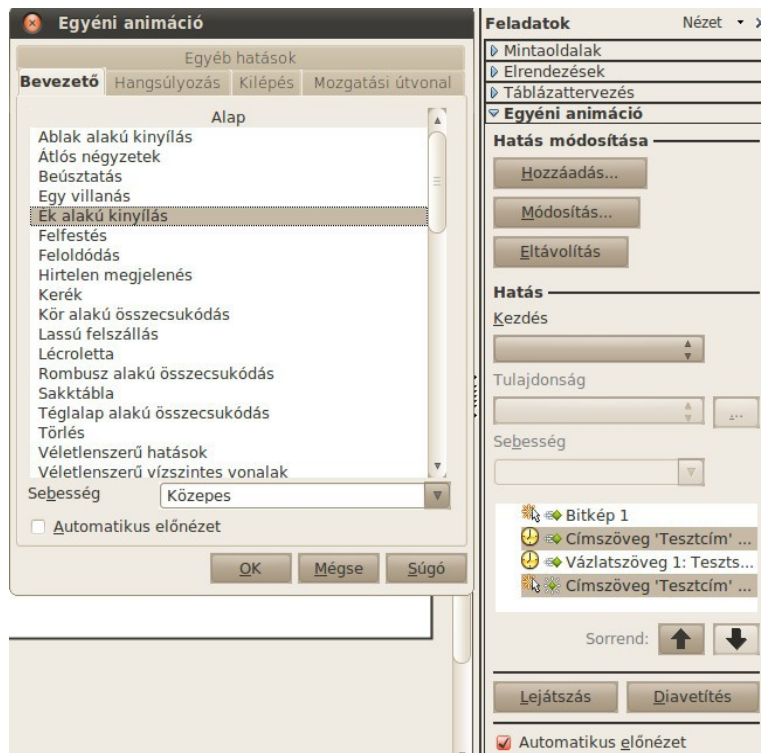 Egyéni animáció
Egyéb hatások
Bevezető Hangsúlyozás Kilépés Mozgatási útvonal
Alap
Ablak alakú kinyílás
Átlós négyzetek
Beúsztatás
Egy villanás
Ék alakú kinyílás
Felfestés
Feloldódás
Hirtelen megjelenés
Kerék
Kör alakú összecsukódás
Lassú felszállás
Lécroletta
Rombusz alakú összecsukódás
Sakktábla
Téglalap alakú összecsukódás
Törlés
Véletlenszerű hatások
Véletlenszerű vízszintes vonalak
Sebesség Közepes
Automatikus előnézet
OK Mégse Súgó
Feladatok Nézet
Mintaoldalak
Elrendezések
Táblázattervezés
Egyéni animáció
Hatás módosítása
Hozzáadás...
Módosítás...
Eltávolítás
Hatás
Kezdés
Tulajdonság
...
Sebesség
Bitkép 1
Címszöveg 'Tesztcím' ...
Vázlatszöveg 1: Teszts...
Címszöveg 'Tesztcím' ...
Sorrend:
Lejátszás Diavetítés
Automatikus előnézet